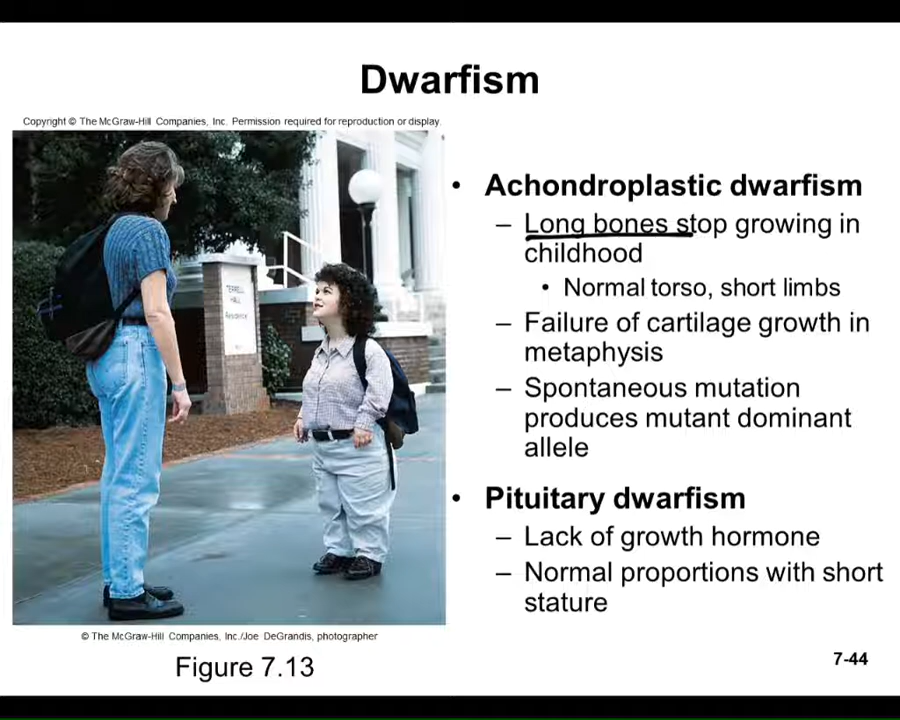 Dwarfism
Copyright © The McGraw-Hill Companies, Inc. Permission required for reproduction or display.
TERRELL
HALL
Residence
• Achondroplastic dwarfism
– Long bones stop growing in
childhood
• Normal torso, short limbs
– Failure of cartilage growth in
metaphysis
– Spontaneous mutation
produces mutant dominant
allele
• Pituitary dwarfism
– Lack of growth hormone
– Normal proportions with short
stature
© The McGraw-Hill Companies, Inc./Joe DeGrandis, photographer
Figure 7.13
7-44